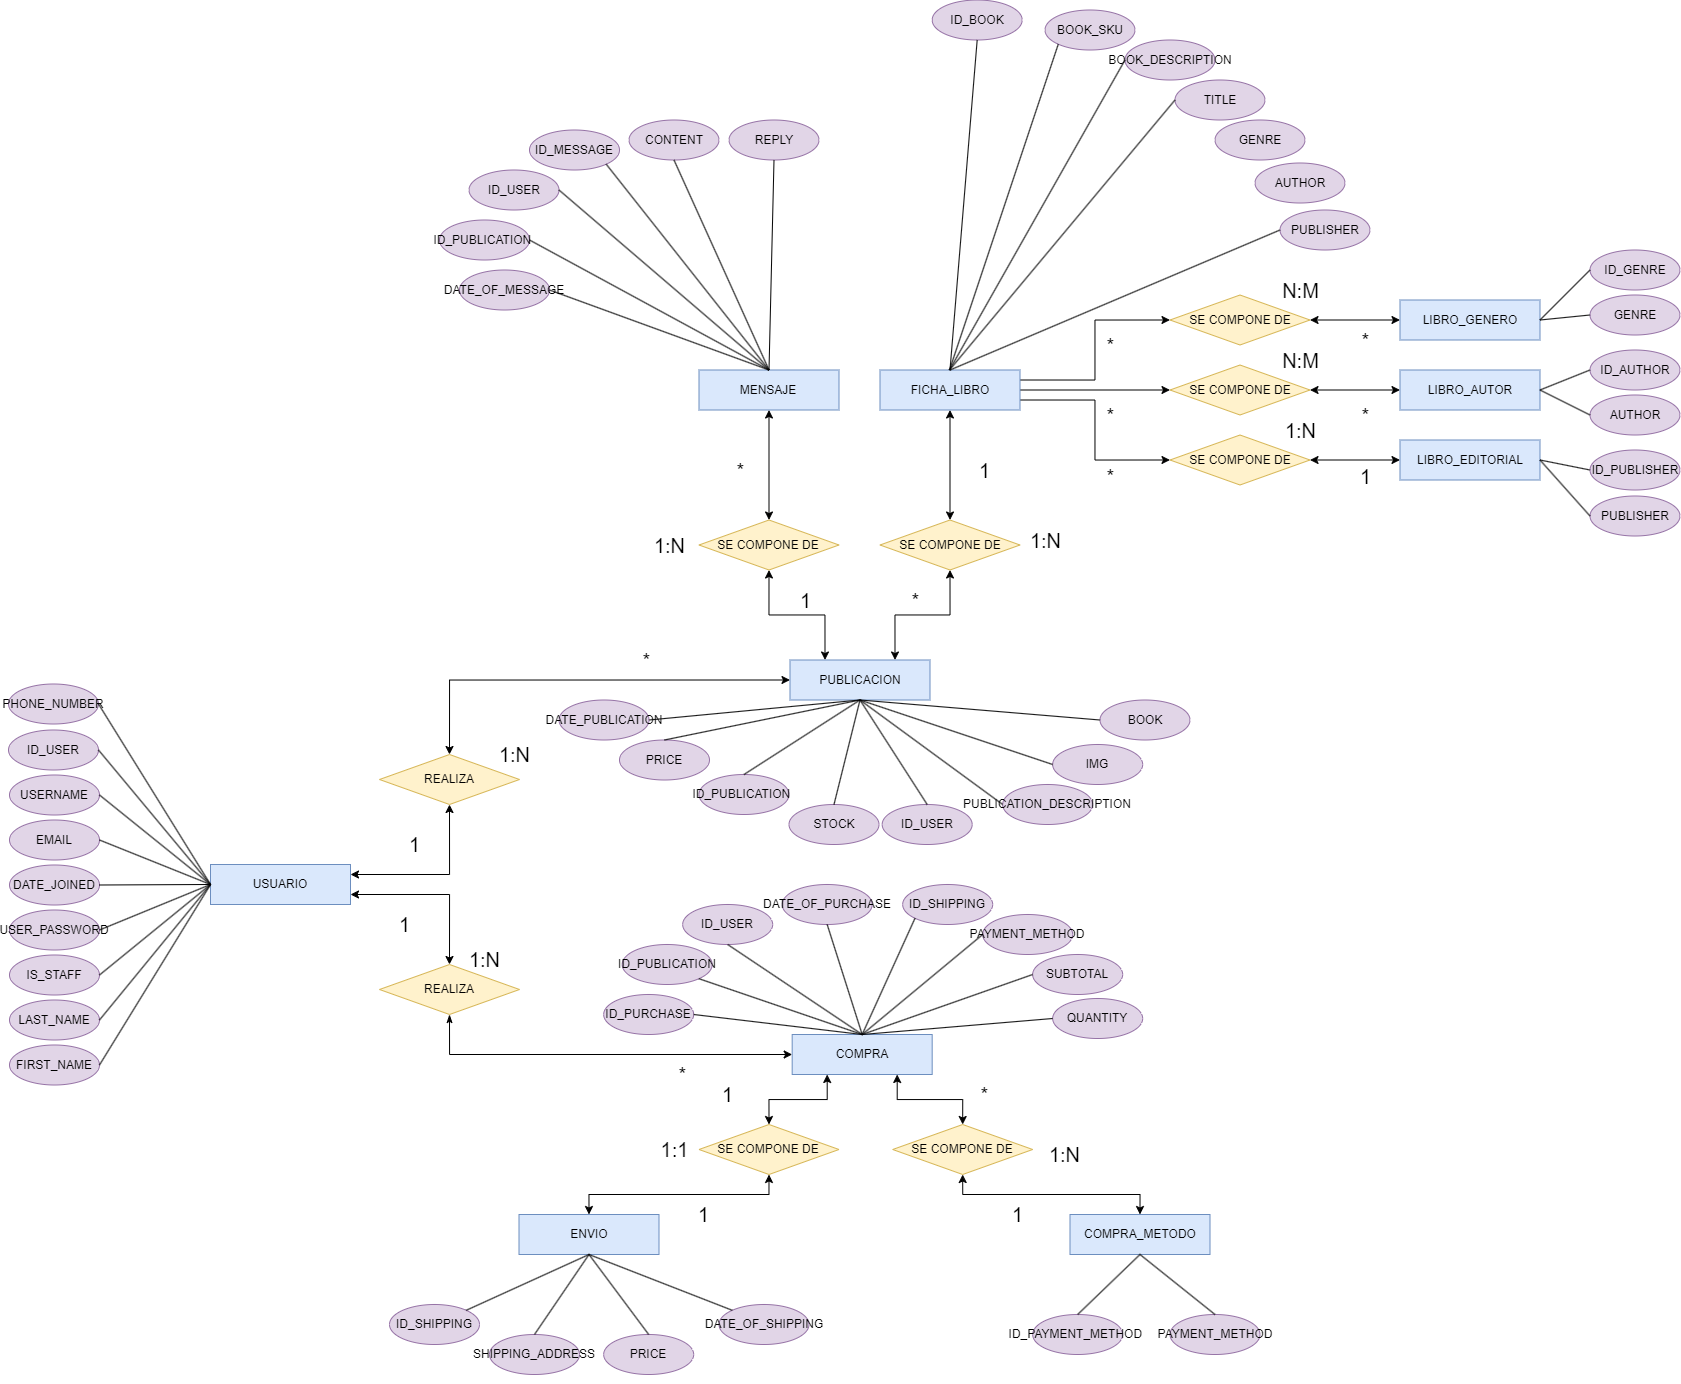 ID_BOOK
BOOK_SKU
BOOK_DESCRIPTION
TITLE
GENRE
AUTHOR
PUBLISHER
REPLY
CONTENT
ID_MESSAGE
ID_USER
ID_PUBLICATION
DATE_OF_MESSAGE
MENSAJE
FICHA_LIBRO
N:M
SE COMPONE DE
*
*
LIBRO_GENERO
ID_GENRE
GENRE
N:M
SE COMPONE DE
*
*
LIBRO_AUTOR
ID_AUTHOR
AUTHOR
1:N
SE COMPONE DE
*
1
LIBRO_EDITORIAL
ID_PUBLISHER
PUBLISHER
*
1
1:N
SE COMPONE DE
SE COMPONE DE
1:N
1
*
*
PUBLICACION
DATE_PUBLICATION
BOOK
PRICE
IMG
ID_PUBLICATION
PUBLICATION_DESCRIPTION
STOCK
ID_USER
1:N
REALIZA
1
PHONE_NUMBER
ID_USER
USERNAME
EMAIL
DATE_JOINED
USER_PASSWORD
IS_STAFF
LAST_NAME
FIRST_NAME
USUARIO
1
1:N
REALIZA
*
DATE_OF_PURCHASE
ID_SHIPPING
ID_USER
PAYMENT_METHOD
ID_PUBLICATION
SUBTOTAL
ID_PURCHASE
QUANTITY
COMPRA
1
*
1:1
SE COMPONE DE
SE COMPONE DE
1:N
1
1
ENVIO
COMPRA_METODO
ID_SHIPPING
SHIPPING_ADDRESS
PRICE
DATE_OF_SHIPPING
ID_PAYMENT_METHOD
PAYMENT_METHOD